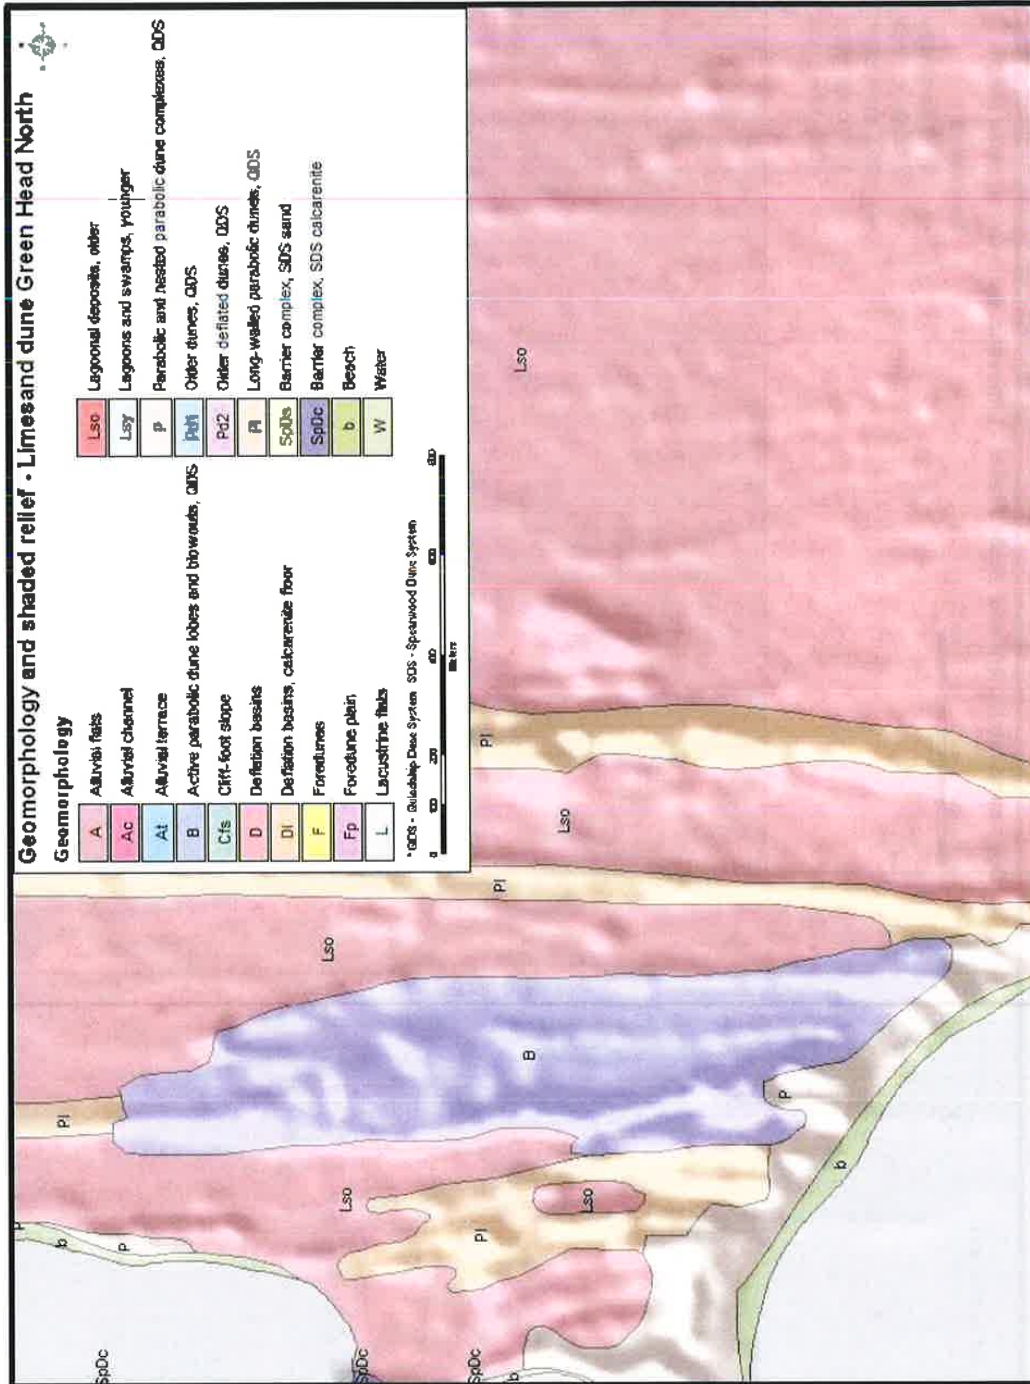 Geomorphology and shaded relief - Limesand dune Green Head North
Geomorphology
A Alluvial flats
Ac Alluvial channel
At Alluvial terrace
B Active parabolic dune lobes and blowouts, QDS
Cfs Cliff-foot slope
D Deflation basins
Dl Deflation basins, calcarenite floor
F Foredunes
Fp Foredune plain
L Lacustrine flats
Lso Lagoonal deposits, older
Lsy Lagoons and swamps, younger
P Parabolic and nested parabolic dune complexes, QDS
Pd1 Older dunes, QDS
Pd2 Older deflated dunes, QDS
Pl Long-walled parabolic dunes, QDS
SpDs Barrier complex, SDS sand
SpDc Barrier complex, SDS calcarenite
b Beach
W Water
* QDS - Quindalup Dune System SDS - Spearwood Dune System
0 100 200 400 600 800
Meters
Pl
Lso
Pl
Lso
Pl
Lso
B
P
b
Lso
Lso
Pl
P
b
P
SpDc
SpDc
SpDc
b